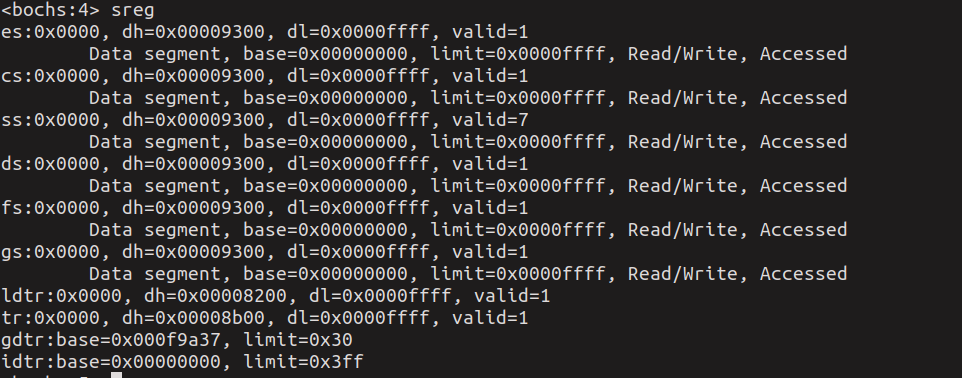 <bochs:4> sreg
es:0x0000, dh=0x00009300, dl=0x0000ffff, valid=1
        Data segment, base=0x00000000, limit=0x0000ffff, Read/Write, Accessed
cs:0x0000, dh=0x00009300, dl=0x0000ffff, valid=1
        Data segment, base=0x00000000, limit=0x0000ffff, Read/Write, Accessed
ss:0x0000, dh=0x00009300, dl=0x0000ffff, valid=7
        Data segment, base=0x00000000, limit=0x0000ffff, Read/Write, Accessed
ds:0x0000, dh=0x00009300, dl=0x0000ffff, valid=1
        Data segment, base=0x00000000, limit=0x0000ffff, Read/Write, Accessed
fs:0x0000, dh=0x00009300, dl=0x0000ffff, valid=1
        Data segment, base=0x00000000, limit=0x0000ffff, Read/Write, Accessed
gs:0x0000, dh=0x00009300, dl=0x0000ffff, valid=1
        Data segment, base=0x00000000, limit=0x0000ffff, Read/Write, Accessed
ldtr:0x0000, dh=0x00008200, dl=0x0000ffff, valid=1
tr:0x0000, dh=0x00008b00, dl=0x0000ffff, valid=1
gdtr:base=0x000f9a37, limit=0x30
idtr:base=0x00000000, limit=0x3ff